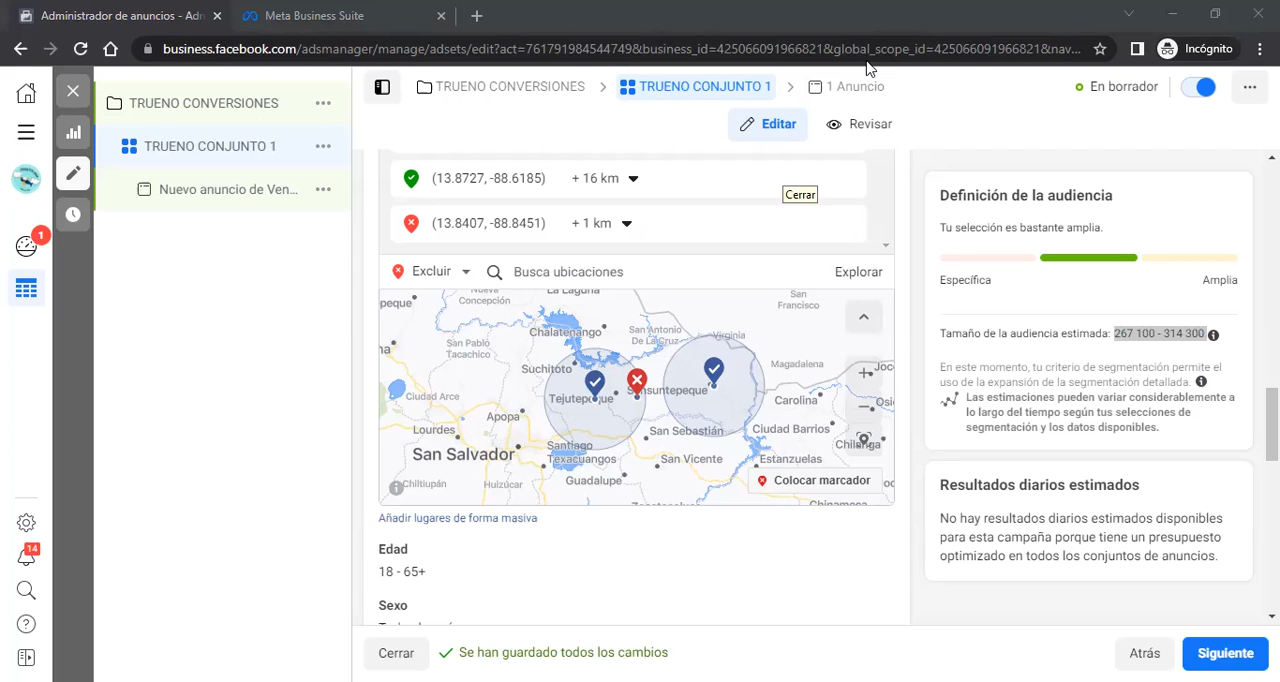 Administrador de anuncios - Adm
Meta Business Suite
business.facebook.com/adsmanager/manage/adsets/edit?act=761791984544749&business_id=425066091966821&global_scope_id=425066091966821&nav...
Incógnito
TRUENO CONVERSIONES
TRUENO CONJUNTO 1
1 Anuncio
En borrador
Editar
Revisar
TRUENO CONVERSIONES
TRUENO CONJUNTO 1
Nuevo anuncio de Ven...
1
14
(13.8727, -88.6185) + 16 km
Cerrar
(13.8407, -88.8451) + 1 km
Excluir
Busca ubicaciones
Explorar
La Laguna
Nueva Concepción
San Francisco
peque
Chalatenango
San Antonio De La Cruz
Virginia
San Pablo Tacachico
Suchitoto
Magdalena
Ciudad Arce
Tejutepeque
Sensuntepeque
Carolina
Apopa
Lourdes
San Sebastián
Ciudad Barrios
Chilanga
San Salvador
Santiago Texacuangos
San Vicente
Estanzuelas
Chiltiupán
Huizúcar
Guadalupe
Colocar marcador
Chinameca
Añadir lugares de forma masiva
Edad
18 - 65+
Sexo
Cerrar
Se han guardado todos los cambios
Atrás
Siguiente
Definición de la audiencia
Tu selección es bastante amplia.
Específica
Amplia
Tamaño de la audiencia estimada: 267 100 - 314 300
En este momento, tu criterio de segmentación permite el
uso de la expansión de la segmentación detallada.
Las estimaciones pueden variar considerablemente a
lo largo del tiempo según tus selecciones de
segmentación y los datos disponibles.
Resultados diarios estimados
No hay resultados diarios estimados disponibles
para esta campaña porque tiene un presupuesto
optimizado en todos los conjuntos de anuncios.